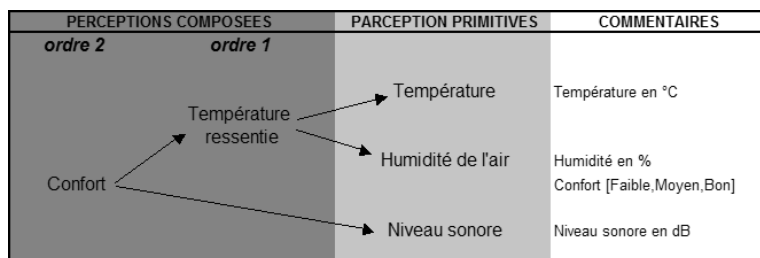 PERCEPTIONS COMPOSEES PARCEPTION PRIMITIVES COMMENTAIRES
ordre 2 ordre 1
Température Température en °C
Température
ressentie
Humidité de l'air Humidité en %
Confort Confort [Faible,Moyen,Bon]
Niveau sonore Niveau sonore en dB